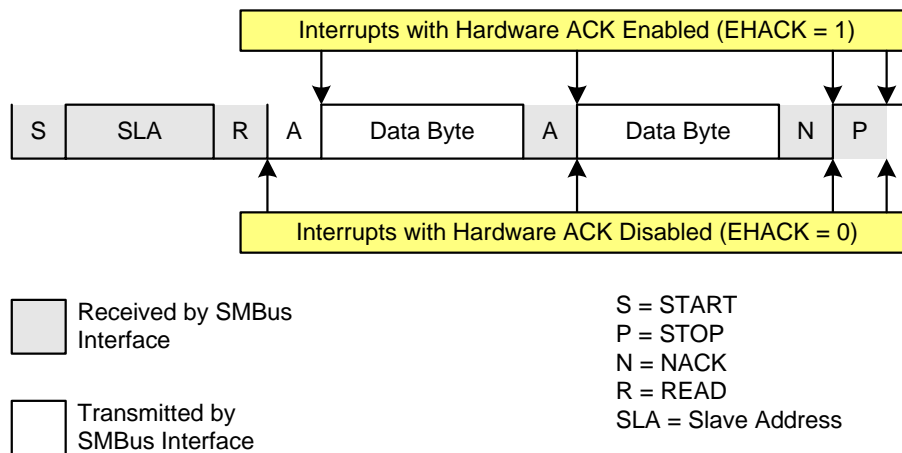 Interrupts with Hardware ACK Enabled (EHACK = 1)
S SLA R A Data Byte A Data Byte N P
Interrupts with Hardware ACK Disabled (EHACK = 0)
Received by SMBus
Interface
Transmitted by
SMBus Interface
S = START
P = STOP
N = NACK
R = READ
SLA = Slave Address